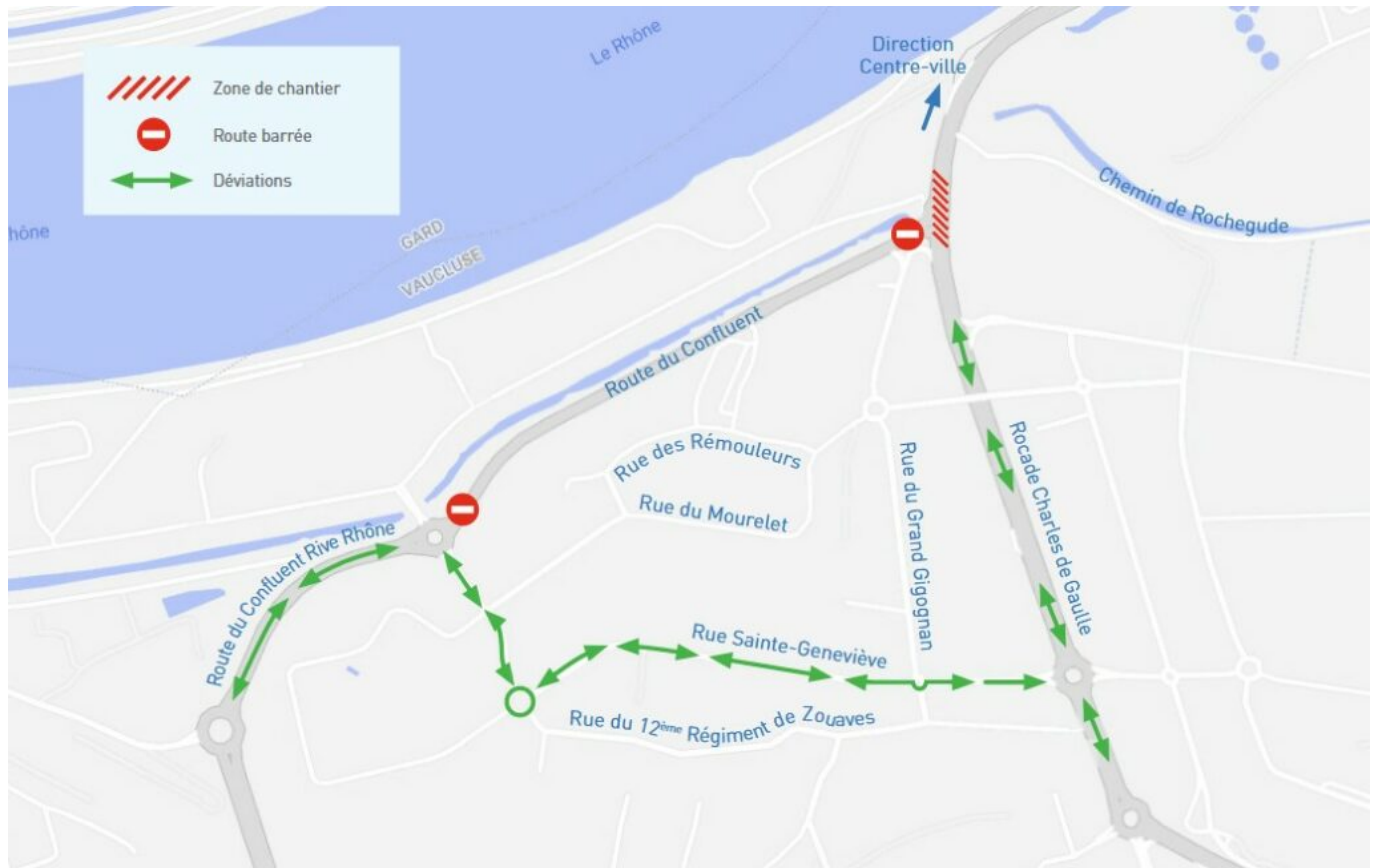 Le Rhône
Direction
Centre-ville
Zone de chantier
Route barrée
Déviations
Chemin de Rochegude
hône
GARD
VAUCLUSE
Route du Confluent
Rue des Rémouleurs
Rue du Mourelet
Rue du Grand Gigognan
Rocade Charles de Gaulle
Route du Confluent Rive Rhône
Rue Sainte-Geneviève
Rue du 12ème Régiment de Zouaves